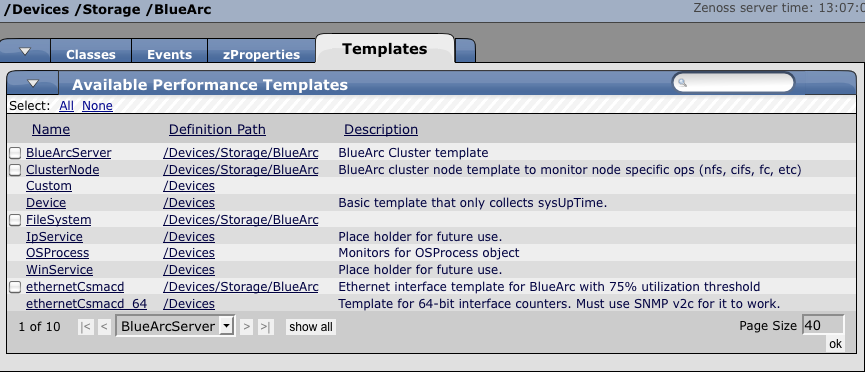 /Devices /Storage /BlueArc
Zenoss server time: 13:07:0
Classes Events zProperties Templates
Available Performance Templates
Select: All None
Name Definition Path Description
BlueArcServer /Devices/Storage/BlueArc BlueArc Cluster template
ClusterNode /Devices/Storage/BlueArc BlueArc cluster node template to monitor node specific ops (nfs, cifs, fc, etc)
Custom /Devices
Device /Devices Basic template that only collects sysUpTime.
FileSystem /Devices/Storage/BlueArc
IpService /Devices Place holder for future use.
OSProcess /Devices Monitors for OSProcess object
WinService /Devices Place holder for future use.
ethernetCsmacd /Devices/Storage/BlueArc Ethernet interface template for BlueArc with 75% utilization threshold
ethernetCsmacd_64 /Devices Template for 64-bit interface counters. Must use SNMP v2c for it to work.
1 of 10 |< < BlueArcServer > >| show all Page Size 40
ok